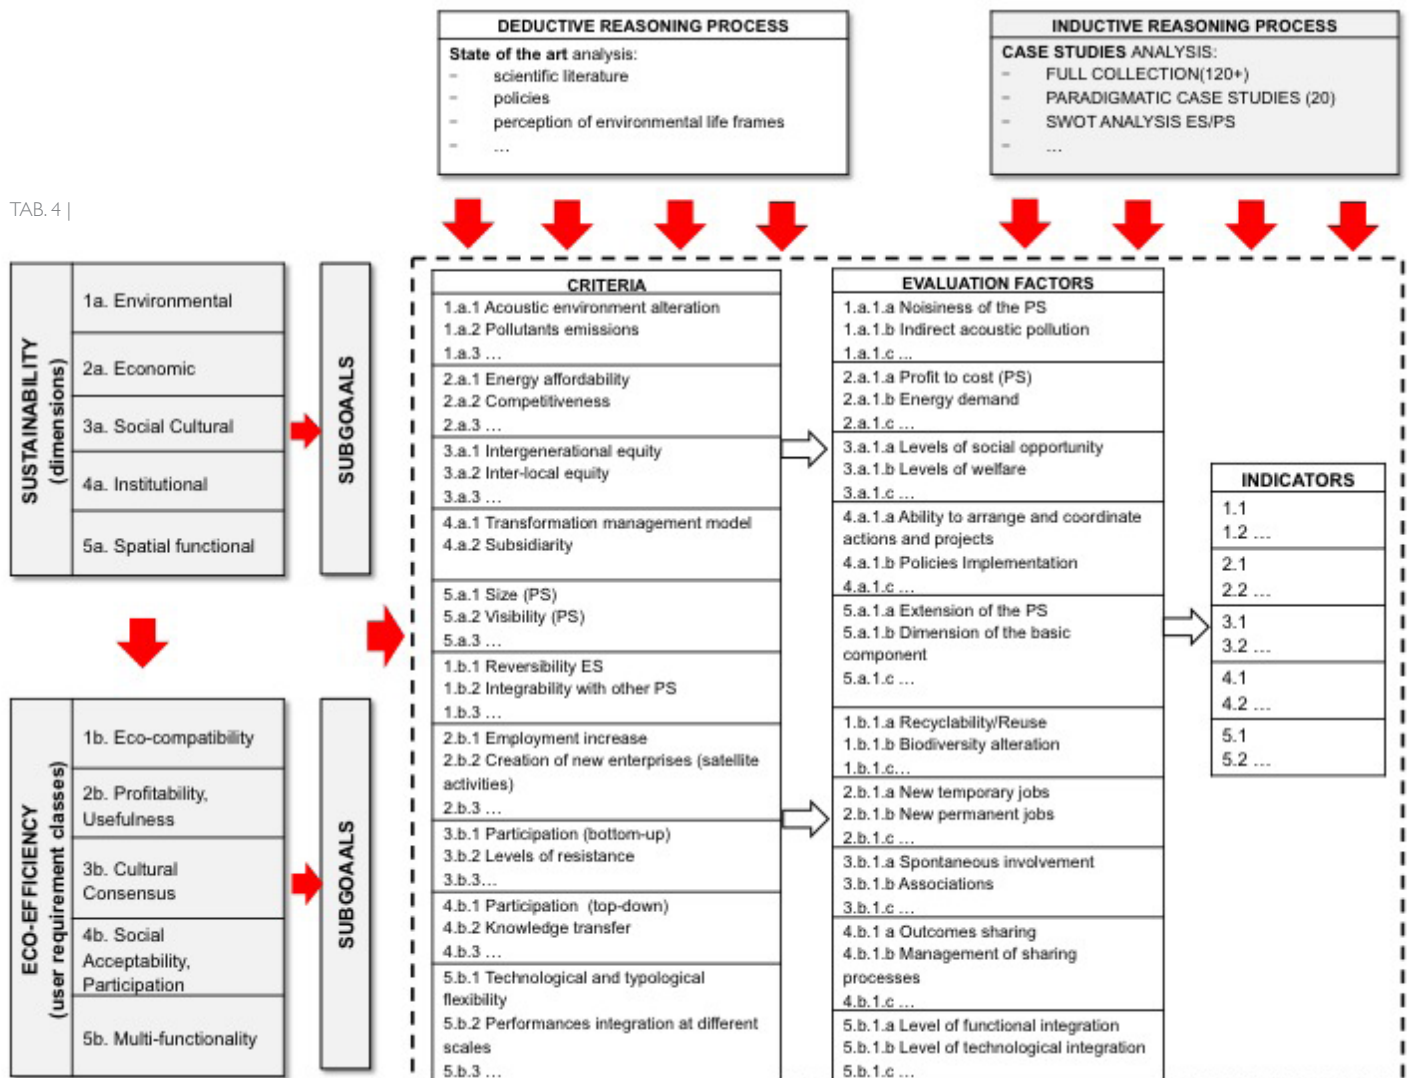 DEDUCTIVE REASONING PROCESS
State of the art analysis:
- scientific literature
- policies
- perception of environmental life frames
- ...
INDUCTIVE REASONING PROCESS
CASE STUDIES ANALYSIS:
- FULL COLLECTION(120+)
- PARADIGMATIC CASE STUDIES (20)
- SWOT ANALYSIS ES/PS
- ...
TAB. 4 |
SUSTAINABILITY
(dimensions)
1a. Environmental
2a. Economic
3a. Social Cultural
4a. Institutional
5a. Spatial functional
SUBGOAALS
ECO-EFFICIENCY
(user requirement classes)
1b. Eco-compatibility
2b. Profitability,
Usefulness
3b. Cultural
Consensus
4b. Social
Acceptability,
Participation
5b. Multi-functionality
SUBGOAALS
CRITERIA
1.a.1 Acoustic environment alteration
1.a.2 Pollutants emissions
1.a.3 ...
2.a.1 Energy affordability
2.a.2 Competitiveness
2.a.3 ...
3.a.1 Intergenerational equity
3.a.2 Inter-local equity
3.a.3 ...
4.a.1 Transformation management model
4.a.2 Subsidiarity
5.a.1 Size (PS)
5.a.2 Visibility (PS)
5.a.3 ...
1.b.1 Reversibility ES
1.b.2 Integrability with other PS
1.b.3 ...
2.b.1 Employment increase
2.b.2 Creation of new enterprises (satellite
activities)
2.b.3 ...
3.b.1 Participation (bottom-up)
3.b.2 Levels of resistance
3.b.3...
4.b.1 Participation (top-down)
4.b.2 Knowledge transfer
4.b.3 ...
5.b.1 Technological and typological
flexibility
5.b.2 Performances integration at different
scales
5.b.3 ...
EVALUATION FACTORS
1.a.1.a Noisiness of the PS
1.a.1.b Indirect acoustic pollution
1.a.1.c ...
2.a.1.a Profit to cost (PS)
2.a.1.b Energy demand
2.a.1.c ...
3.a.1.a Levels of social opportunity
3.a.1.b Levels of welfare
3.a.1.c ...
4.a.1.a Ability to arrange and coordinate
actions and projects
4.a.1.b Policies Implementation
4.a.1.c ...
5.a.1.a Extension of the PS
5.a.1.b Dimension of the basic
component
5.a.1.c ...
1.b.1.a Recyclability/Reuse
1.b.1.b Biodiversity alteration
1.b.1.c...
2.b.1.a New temporary jobs
2.b.1.b New permanent jobs
2.b.1.c ...
3.b.1.a Spontaneous involvement
3.b.1.b Associations
3.b.1.c ...
4.b.1 a Outcomes sharing
4.b.1.b Management of sharing
processes
4.b.1.c ...
5.b.1.a Level of functional integration
5.b.1.b Level of technological integration
5.b.1.c ...
INDICATORS
1.1
1.2 ...
2.1
2.2 ...
3.1
3.2 ...
4.1
4.2 ...
5.1
5.2 ...